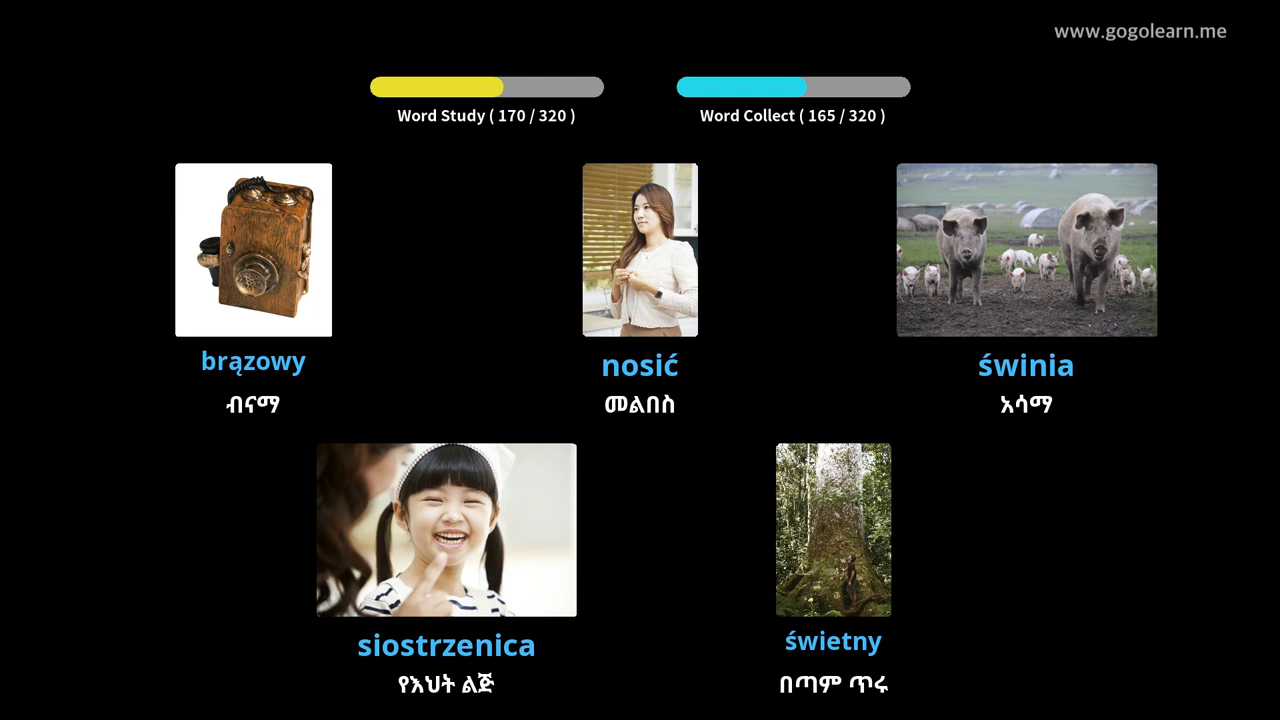 www.gogolearn.me
Word Study ( 170 / 320 )
Word Collect ( 165 / 320 )
brązowy
ብናማ
nosić
መልበስ
świnia
አሳማ
siostrzenica
የእህት ልጅ
świetny
በጣም ጥሩ